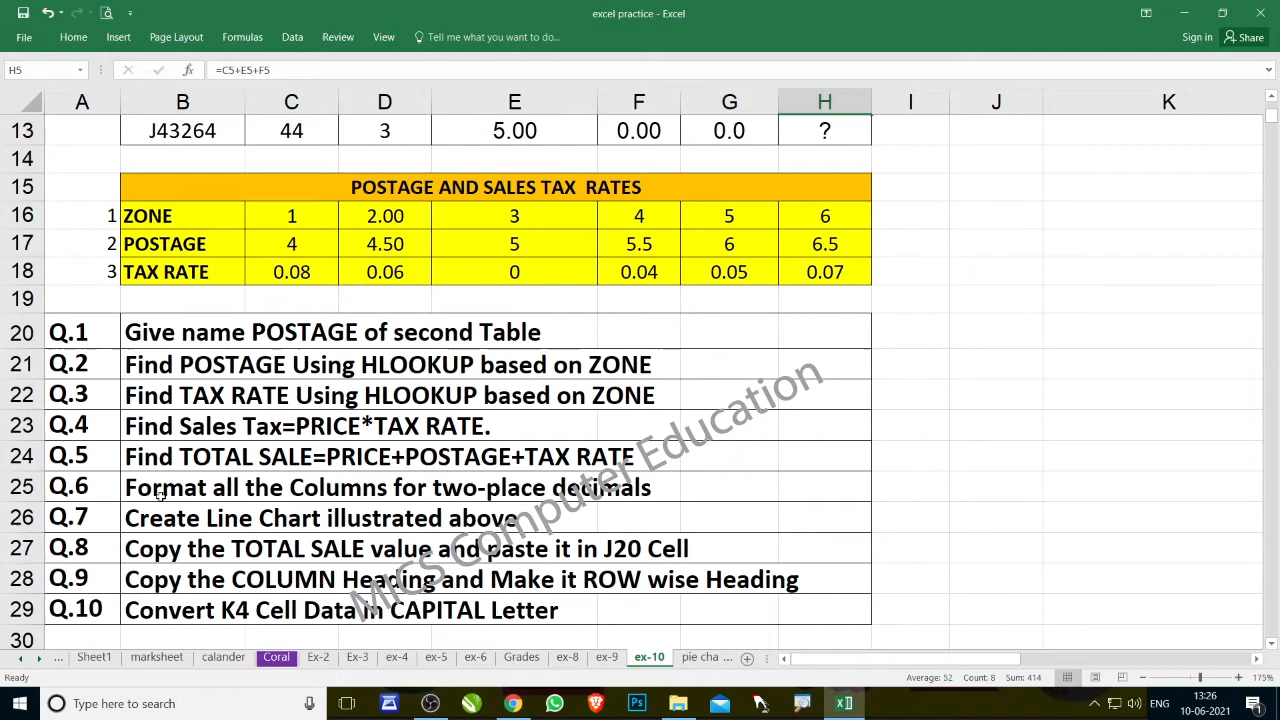 excel practice - Excel
File Home Insert Page Layout Formulas Data Review View Tell me what you want to do... Sign in Share
H5 fx =C5+E5+F5
A B C D E F G H I J K
13 J43264 44 3 5.00 0.00 0.0 ?
14
15 POSTAGE AND SALES TAX RATES
16 1 ZONE 1 2.00 3 4 5 6
17 2 POSTAGE 4 4.50 5 5.5 6 6.5
18 3 TAX RATE 0.08 0.06 0 0.04 0.05 0.07
19
20 Q.1 Give name POSTAGE of second Table
21 Q.2 Find POSTAGE Using HLOOKUP based on ZONE
22 Q.3 Find TAX RATE Using HLOOKUP based on ZONE
23 Q.4 Find Sales Tax=PRICE*TAX RATE.
24 Q.5 Find TOTAL SALE=PRICE+POSTAGE+TAX RATE
25 Q.6 Format all the Columns for two-place decimals
26 Q.7 Create Line Chart illustrated above
27 Q.8 Copy the TOTAL SALE value and paste it in J20 Cell
28 Q.9 Copy the COLUMN Heading and Make it ROW wise Heading
29 Q.10 Convert K4 Cell Data in CAPITAL Letter
30
MICS Computer Education
... Sheet1 marksheet calander Coral Ex-2 Ex-3 ex-4 ex-5 ex-6 Grades ex-8 ex-9 ex-10 pie cha ...
Ready Average: 52 Count: 8 Sum: 414 175%
Type here to search Ps ENG 13:26
10-06-2021